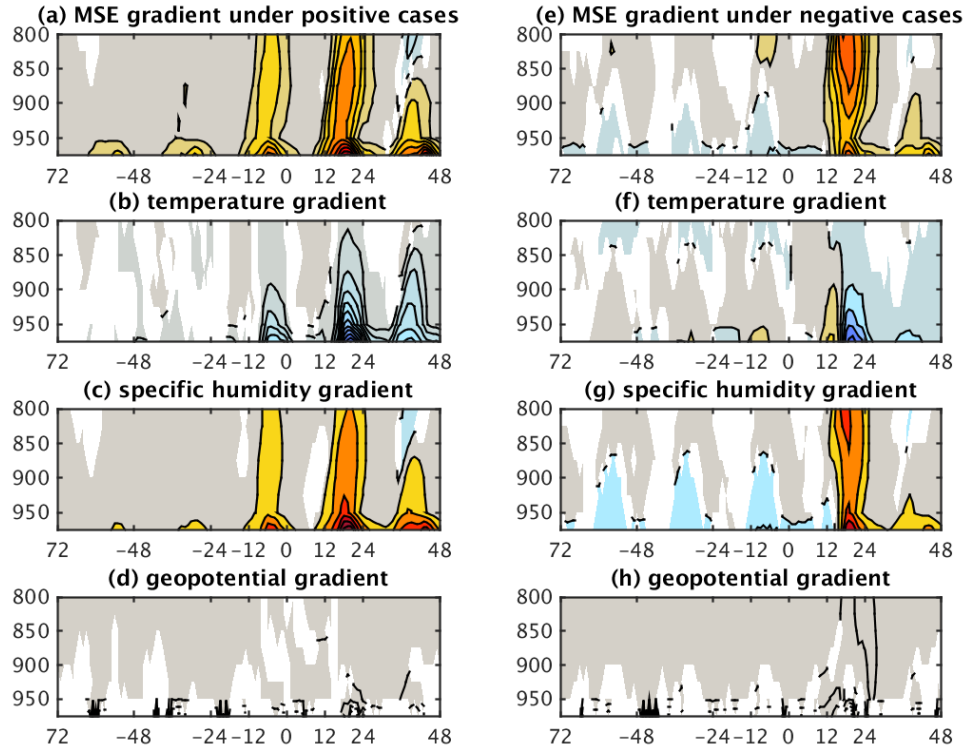 (a) MSE gradient under positive cases
800
850
900
950
72 −48 −24 −12 0 12 24 48
(b) temperature gradient
800
850
900
950
72 −48 −24 −12 0 12 24 48
(c) specific humidity gradient
800
850
900
950
72 −48 −24 −12 0 12 24 48
(d) geopotential gradient
800
850
900
950
72 −48 −24 −12 0 12 24 48
(e) MSE gradient under negative cases
800
850
900
950
72 −48 −24 −12 0 12 24 48
(f) temperature gradient
800
850
900
950
72 −48 −24 −12 0 12 24 48
(g) specific humidity gradient
800
850
900
950
72 −48 −24 −12 0 12 24 48
(h) geopotential gradient
800
850
900
950
72 −48 −24 −12 0 12 24 48